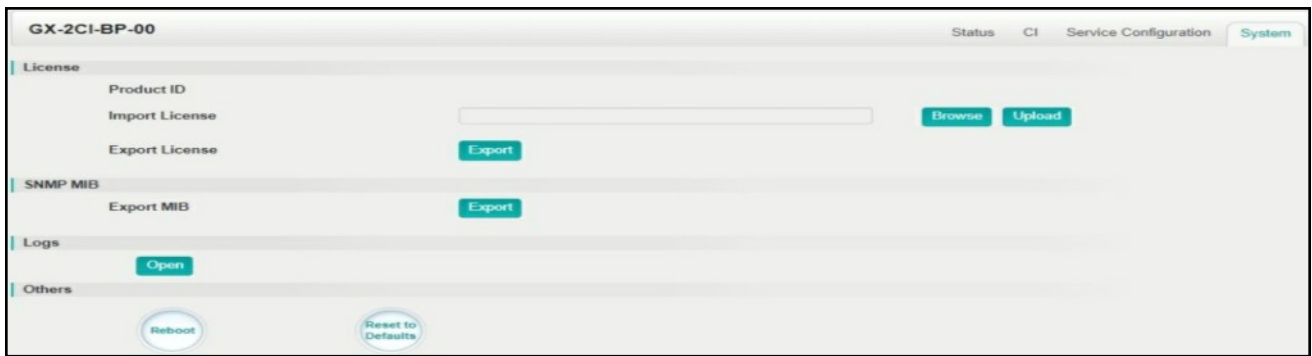 GX-2CI-BP-00
Status CI Service Configuration System
License
Product ID
Import License Browse Upload
Export License Export
SNMP MIB
Export MIB Export
Logs
Open
Others
Reboot Reset to
Defaults